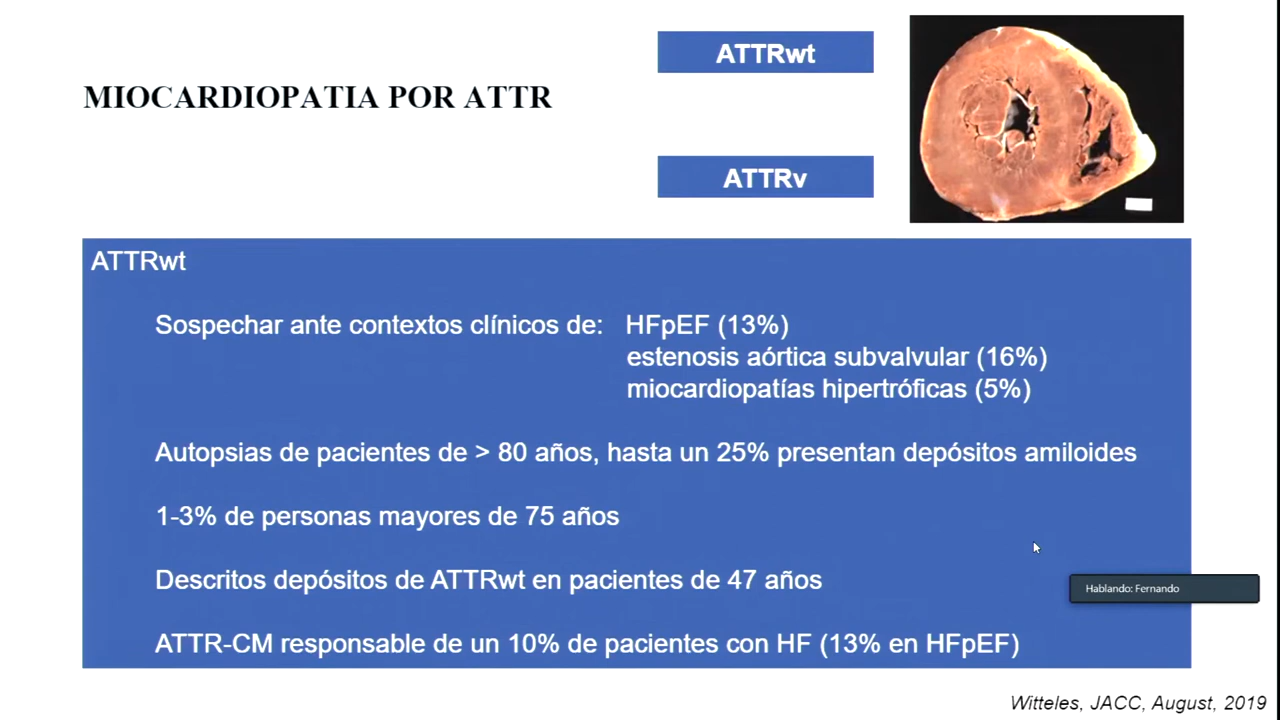 MIOCARDIOPATIA POR ATTR
ATTRwt
ATTRv
ATTRwt
Sospechar ante contextos clínicos de: HFpEF (13%)
estenosis aórtica subvalvular (16%)
miocardiopatías hipertróficas (5%)
Autopsias de pacientes de > 80 años, hasta un 25% presentan depósitos amiloides
1-3% de personas mayores de 75 años
Descritos depósitos de ATTRwt en pacientes de 47 años
Hablando: Fernando
ATTR-CM responsable de un 10% de pacientes con HF (13% en HFpEF)
Witteles, JACC, August, 2019